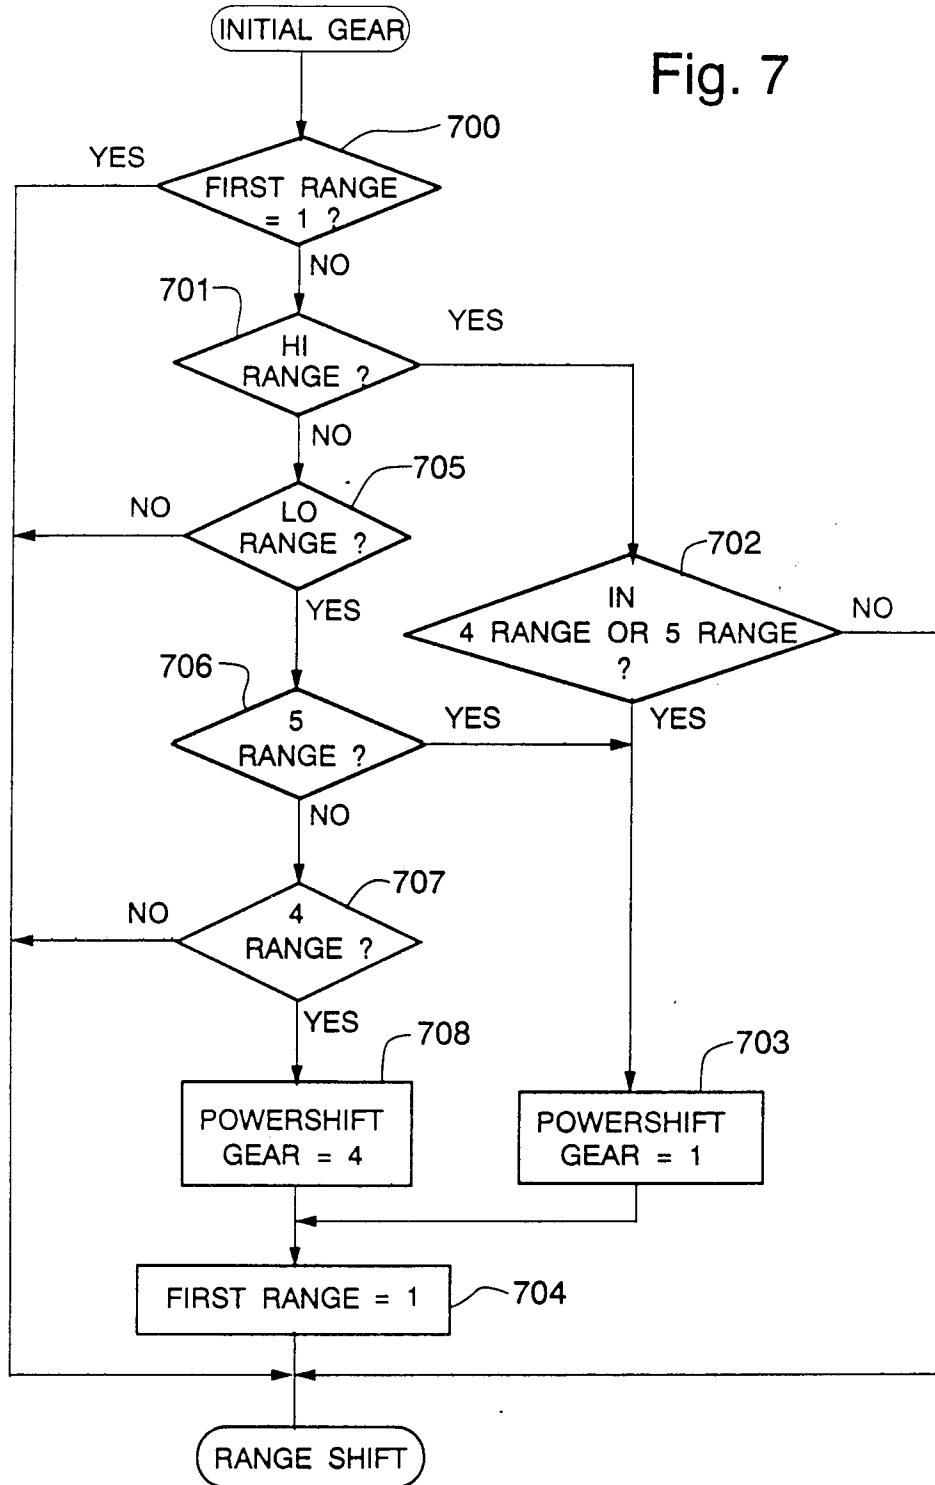 INITIAL GEAR
Fig. 7
700
YES
FIRST RANGE
= 1 ?
NO
701
YES
HI
RANGE ?
NO
705
NO
LO
RANGE ?
702
YES
IN
4 RANGE OR 5 RANGE
?
NO
706
YES
5
RANGE ?
YES
NO
707
NO
4
RANGE ?
YES
708
703
POWERSHIFT
GEAR = 4
POWERSHIFT
GEAR = 1
FIRST RANGE = 1
704
RANGE SHIFT